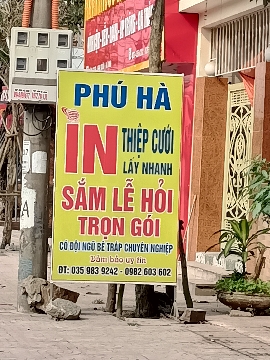 PHÚ HÀ
IN THIỆP CƯỚI
LẤY NHANH
SẮM LỄ HỎI
TRỌN GÓI
CÓ ĐỘI NGŨ BÊ TRÁP CHUYÊN NGHIỆP
Đảm bảo uy tín
ĐT: 035 983 9242 - 0982 603 602